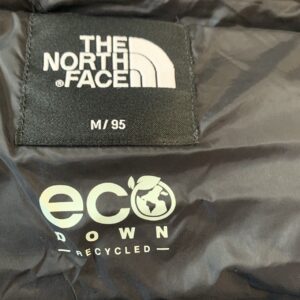 THE
NORTH
®FACE
M/95
eco
DOWN
RECYCLED